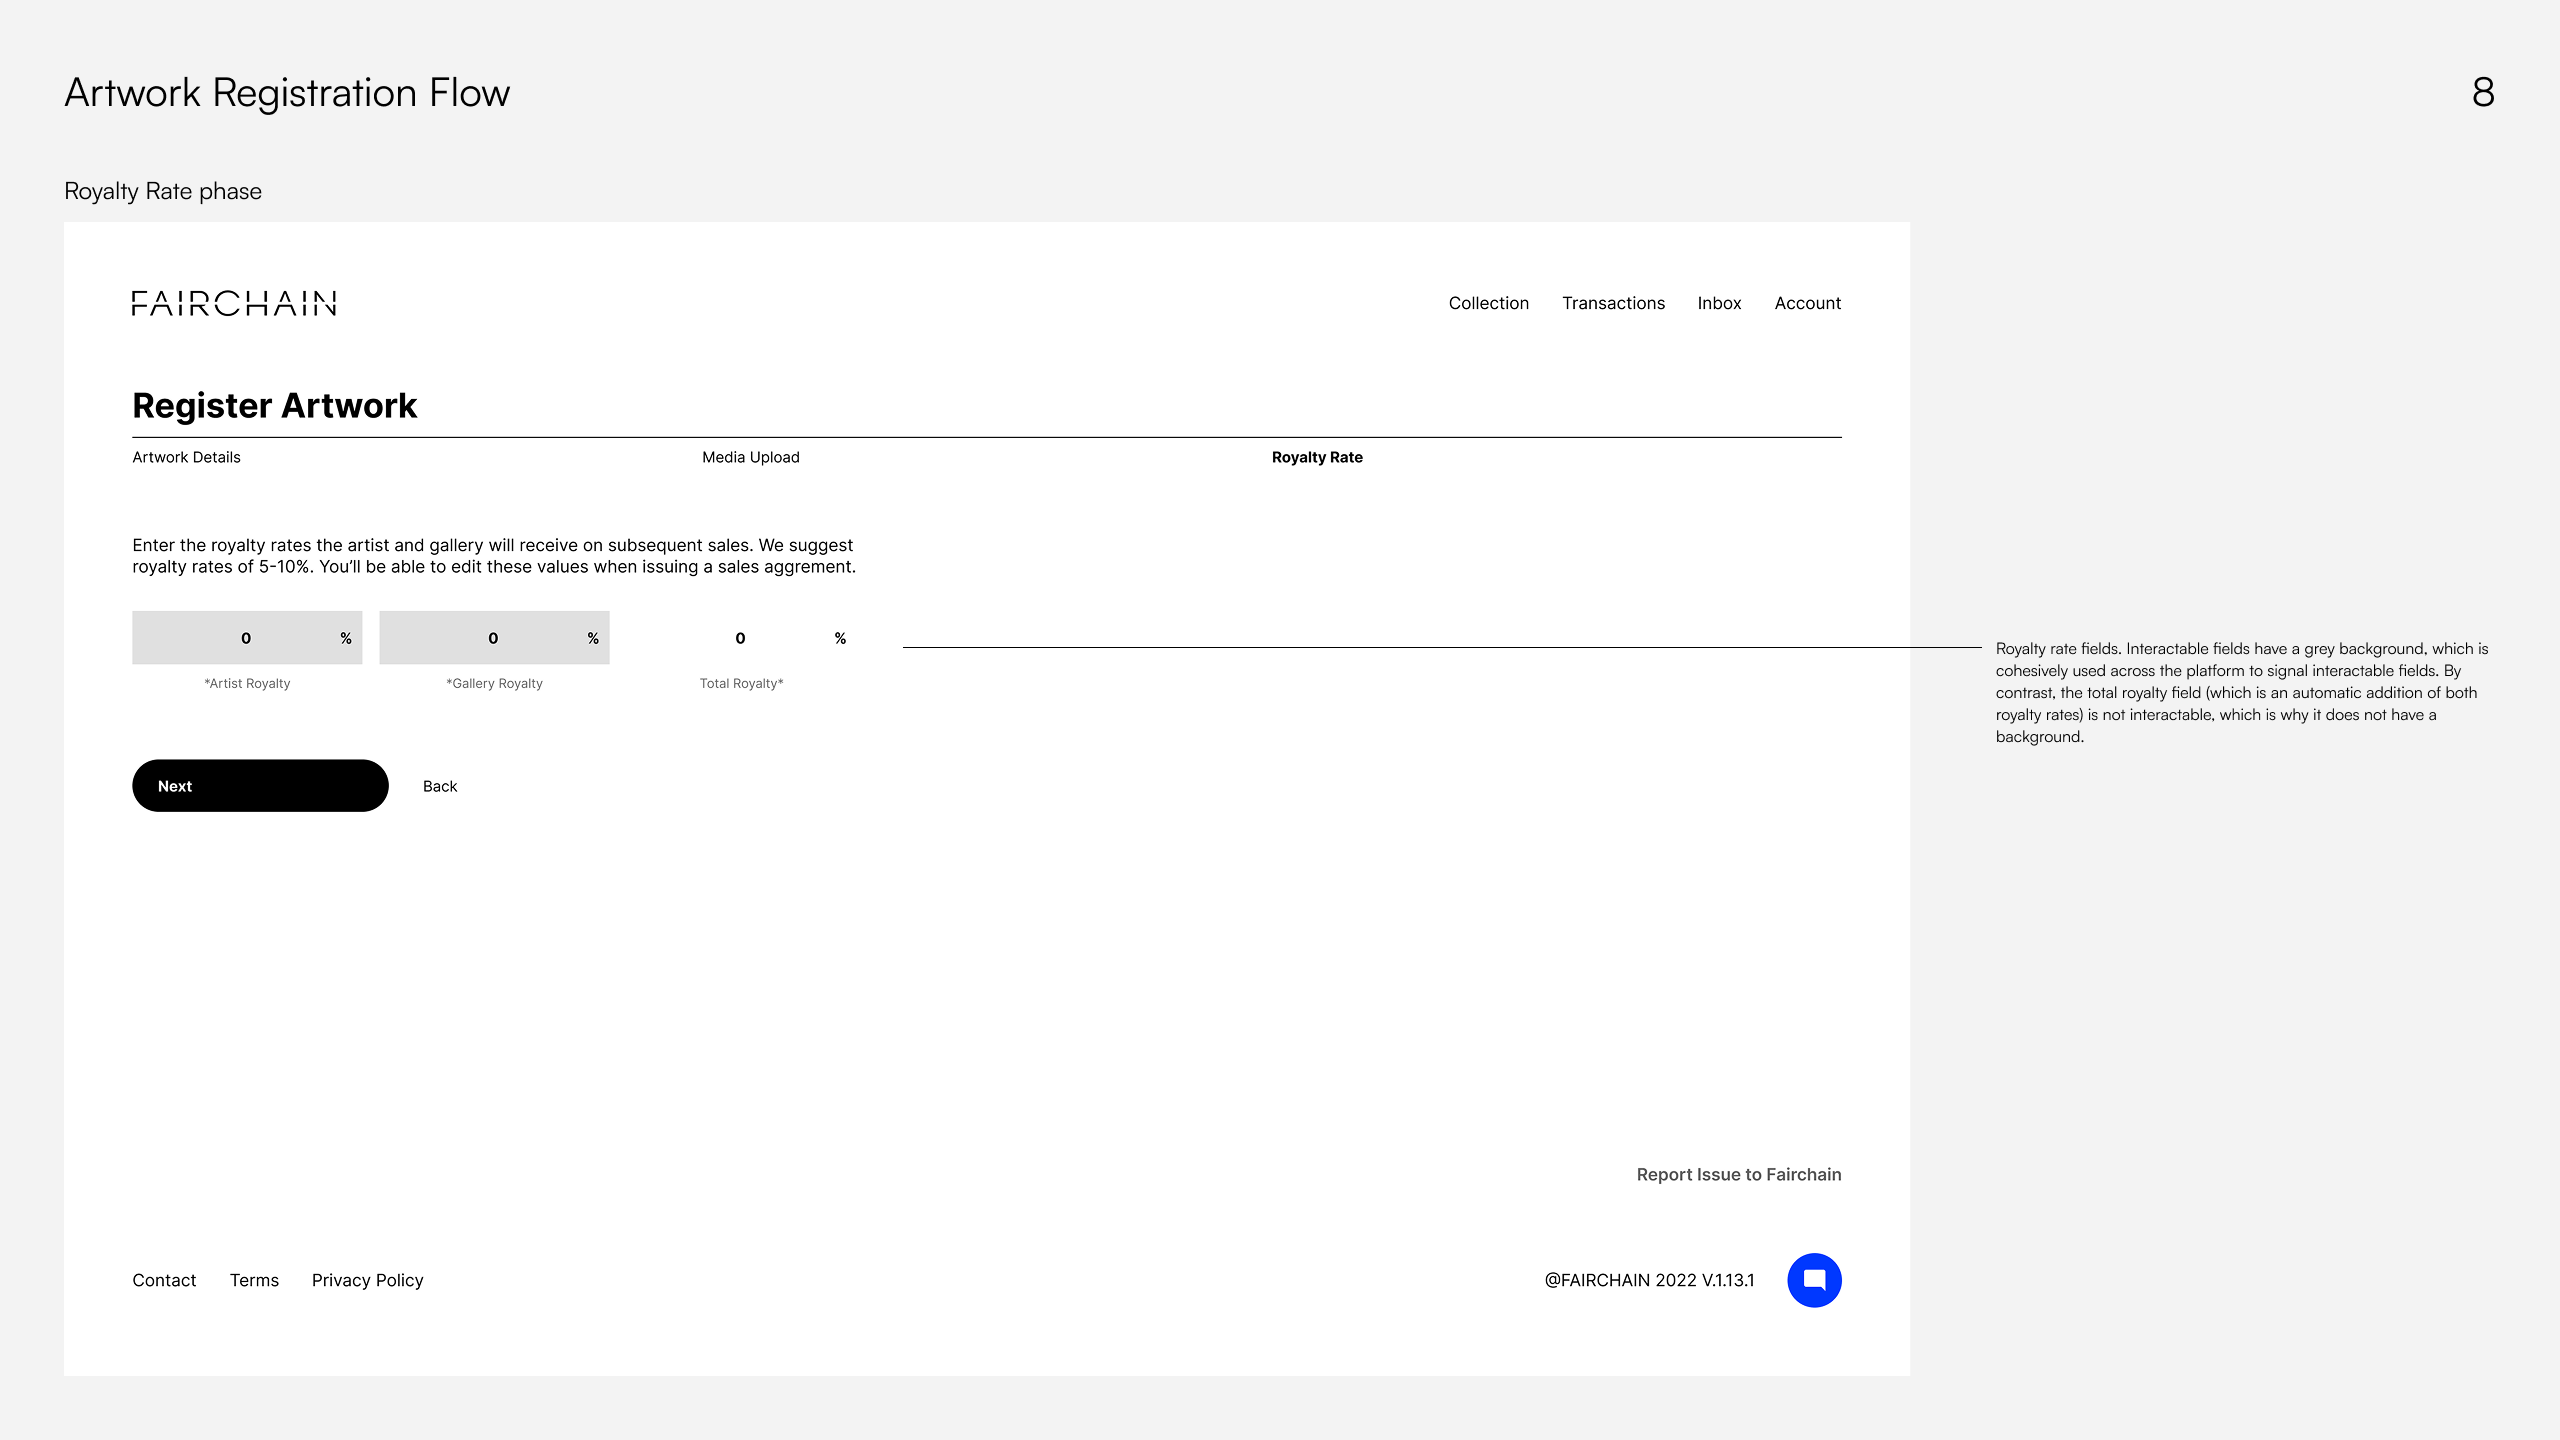 Artwork Registration Flow
8
Royalty Rate phase
FAIRCHAIN
Collection Transactions Inbox Account
Register Artwork
Artwork Details Media Upload Royalty Rate
Enter the royalty rates the artist and gallery will receive on subsequent sales. We suggest
royalty rates of 5-10%. You’ll be able to edit these values when issuing a sales aggrement.
0 % 0 % 0 %
*Artist Royalty *Gallery Royalty Total Royalty*
Royalty rate fields. Interactable fields have a grey background, which is
cohesively used across the platform to signal interactable fields. By
contrast, the total royalty field (which is an automatic addition of both
royalty rates) is not interactable, which is why it does not have a
background.
Next Back
Report Issue to Fairchain
Contact Terms Privacy Policy
@FAIRCHAIN 2022 V.1.13.1